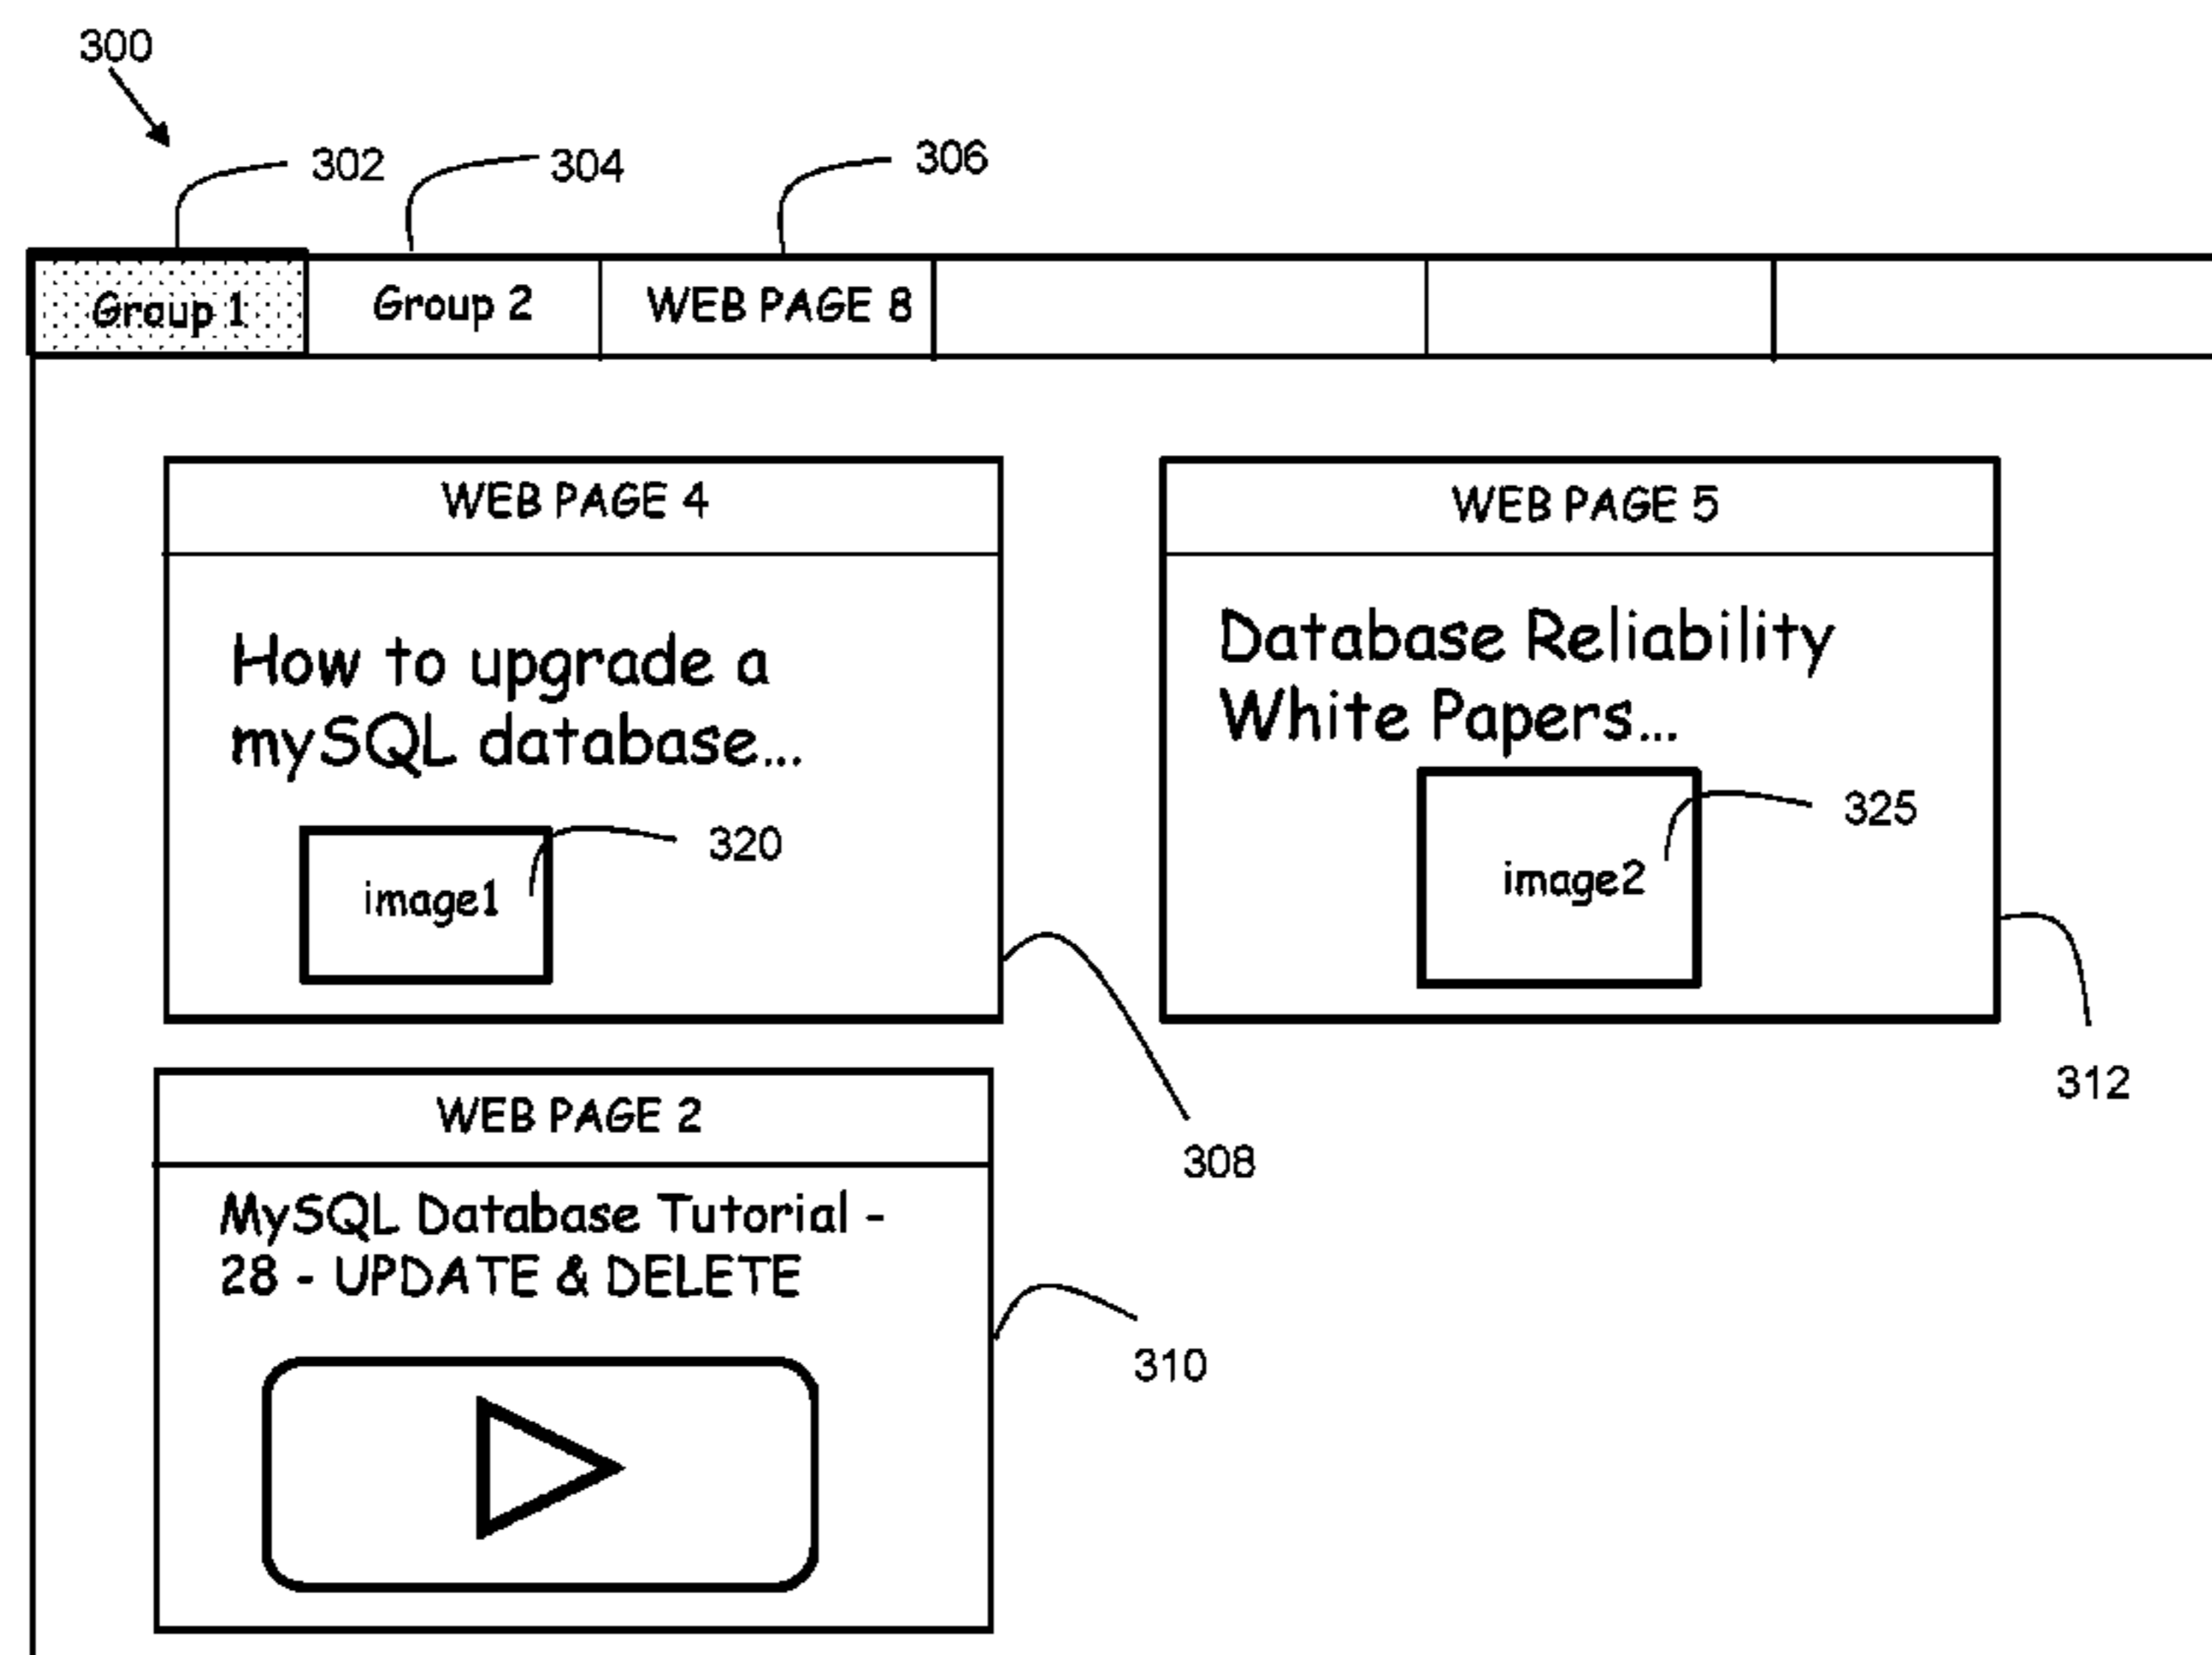 300
302
304
306
Group 1
Group 2
WEB PAGE 8
WEB PAGE 4
How to upgrade a
mySQL database...
image1
320
308
WEB PAGE 5
Database Reliability
White Papers...
image2
325
312
WEB PAGE 2
MySQL Database Tutorial -
28 - UPDATE & DELETE
310